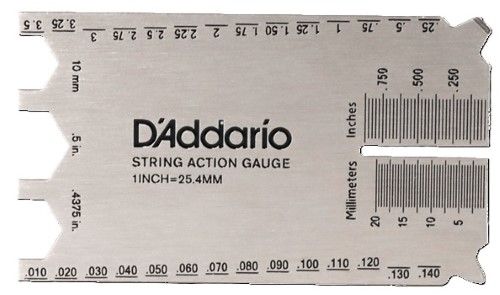 3.5 3.25 3 2.75 2.5 2.25 2 1.75 1.50 1.25 1 .75 .5 .25
10 mm
.5 in.
.4375 in.
D'Addario
STRING ACTION GAUGE
1INCH=25.4MM
.750 .500 .250
Inches
Millimeters
20 15 10 5
.010 .020 .030 .040 .050 .060 .070 .080 .090 .100 .110 .120 .130 .140